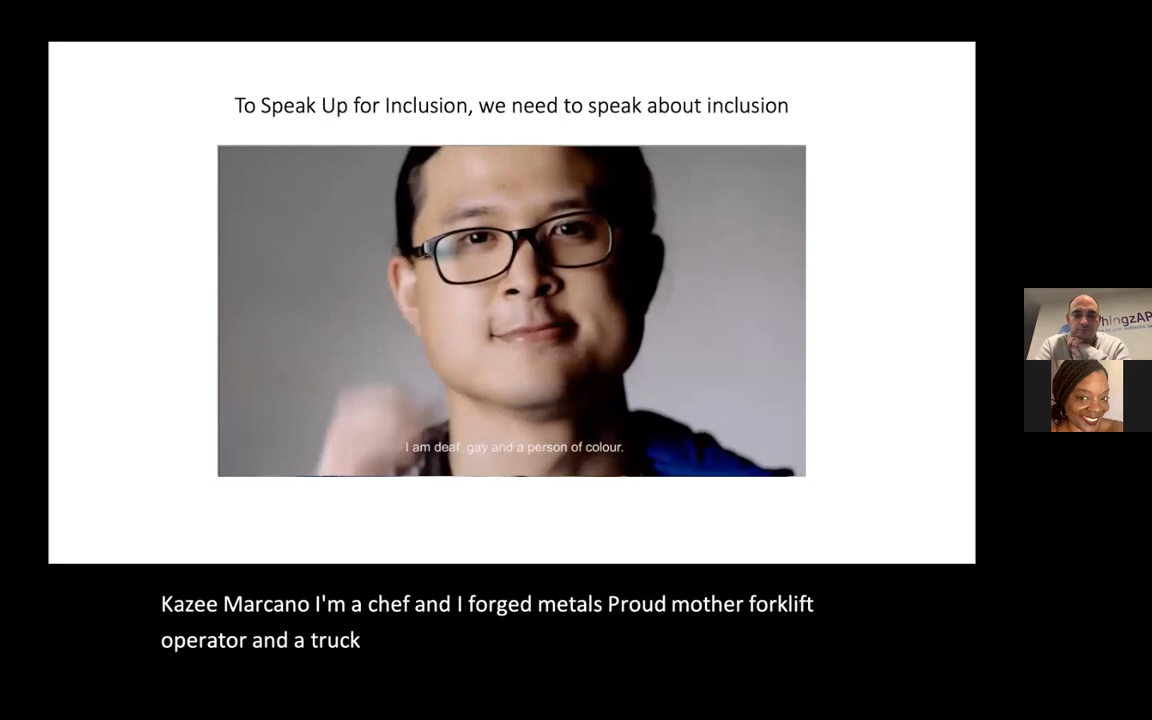 To Speak Up for Inclusion, we need to speak about inclusion
I am deaf, gay and a person of colour.
hingzAP
Kazee Marcano I'm a chef and I forged metals Proud mother forklift
operator and a truck